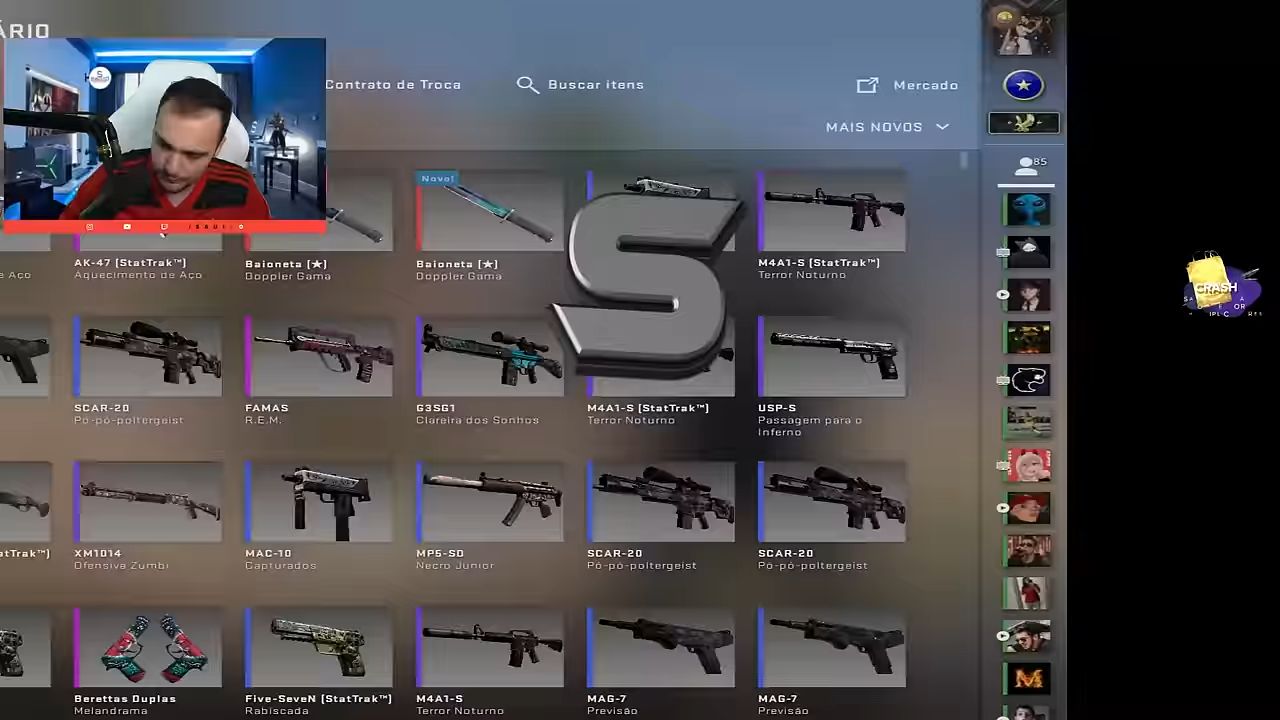 ÁRIO
Contrato de Troca
Buscar itens
Mercado
MAIS NOVOS
85
Novo!
S
e Aço
AK-47 (StatTrak™)
Aquecimento de Aço
Baioneta (★)
Doppler Gama
Baioneta (★)
Doppler Gama
M4A1-S (StatTrak™)
Terror Noturno
CRASH
SCAR-20
Pó-pó-poltergeist
FAMAS
R.E.M.
G3SG1
Clareira dos Sonhos
M4A1-S (StatTrak™)
Terror Noturno
USP-S
Passagem para o
Inferno
atTrak™)
XM1014
Ofensiva Zumbi
MAC-10
Capturados
MP5-SD
Necro Júnior
SCAR-20
Pó-pó-poltergeist
SCAR-20
Pó-pó-poltergeist
Berettas Duplas
Melandrama
Five-SeveN (StatTrak™)
Rabiscada
M4A1-S
Terror Noturno
MAG-7
Previsão
MAG-7
Previsão